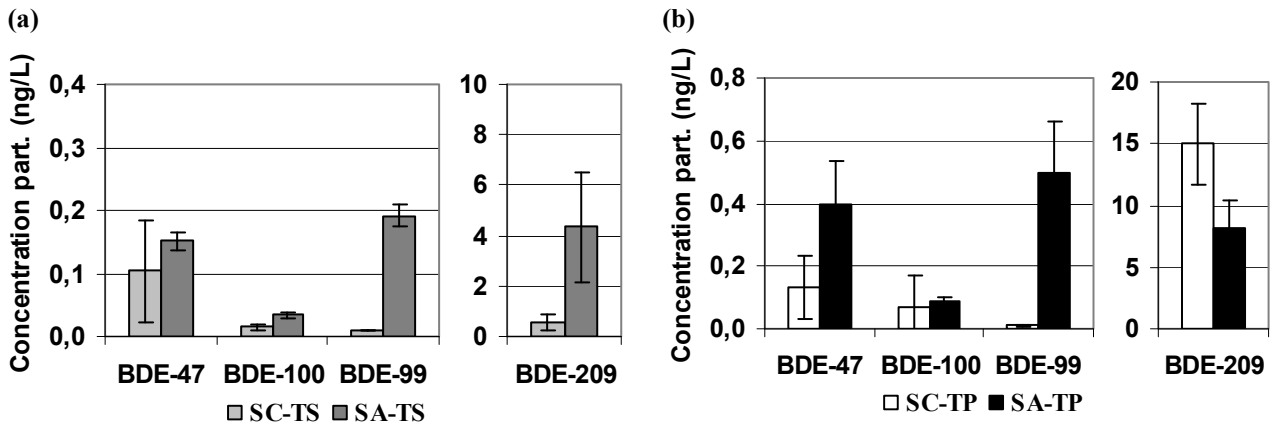 (a)
Concentration part. (ng/L)
0,4
0,3
0,2
0,1
0,0
BDE-47 BDE-100 BDE-99
10
8
6
4
2
0
BDE-209
SC-TS SA-TS
(b)
Concentration part. (ng/L)
0,8
0,6
0,4
0,2
0,0
BDE-47 BDE-100 BDE-99
20
15
10
5
0
BDE-209
SC-TP SA-TP